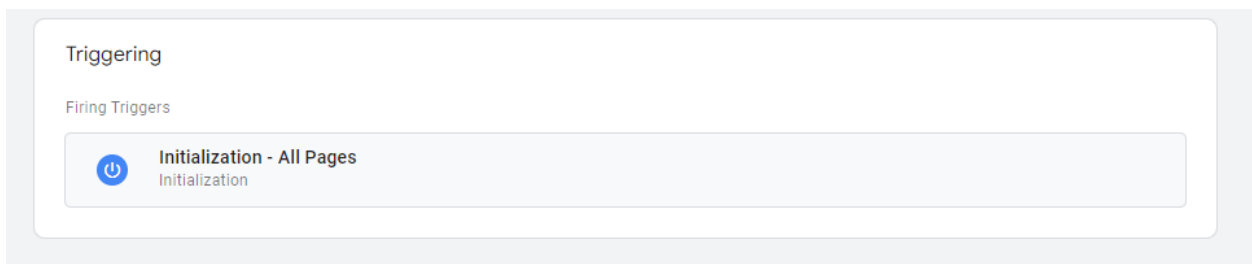 Triggering
Firing Triggers
Initialization - All Pages
Initialization